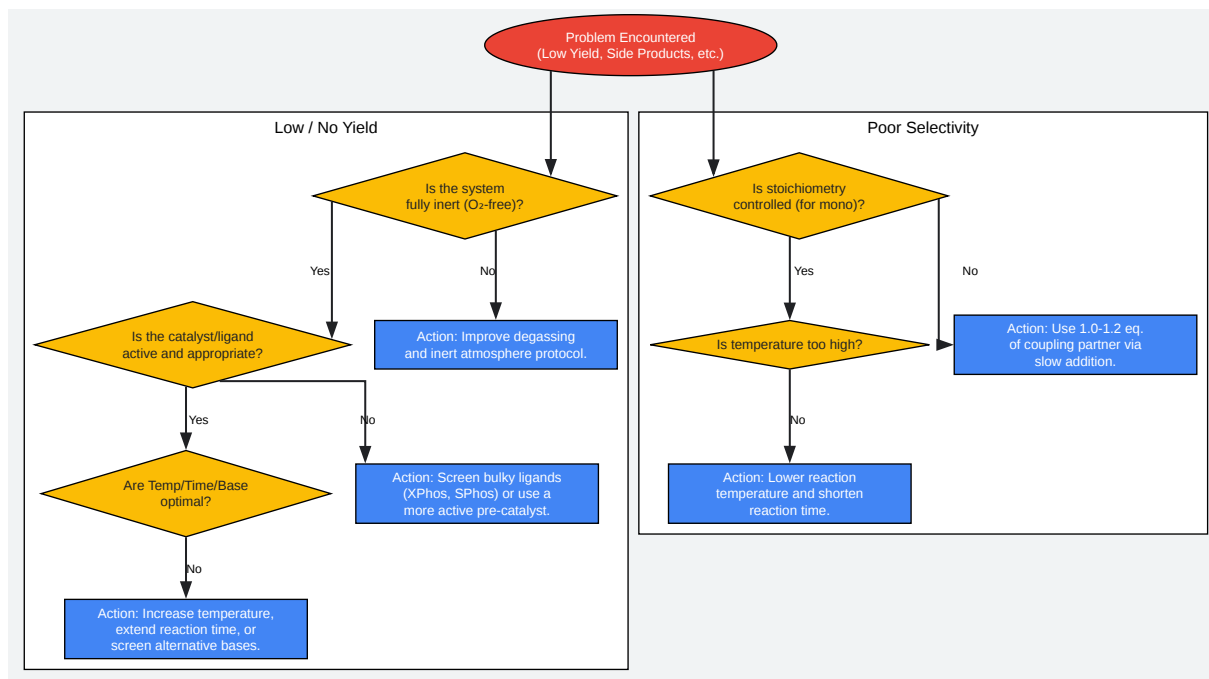 Problem Encountered
(Low Yield, Side Products, etc.)
Low / No Yield
Is the system
fully inert (O₂-free)?
Yes
No
Is the catalyst/ligand
active and appropriate?
Action: Improve degassing
and inert atmosphere protocol.
Yes
No
Are Temp/Time/Base
optimal?
Action: Screen bulky ligands
(XPhos, SPhos) or use a
more active pre-catalyst.
No
Action: Increase temperature,
extend reaction time, or
screen alternative bases.
Poor Selectivity
Is stoichiometry
controlled (for mono)?
Yes
No
Is temperature too high?
Action: Use 1.0-1.2 eq.
of coupling partner via
slow addition.
No
Action: Lower reaction
temperature and shorten
reaction time.